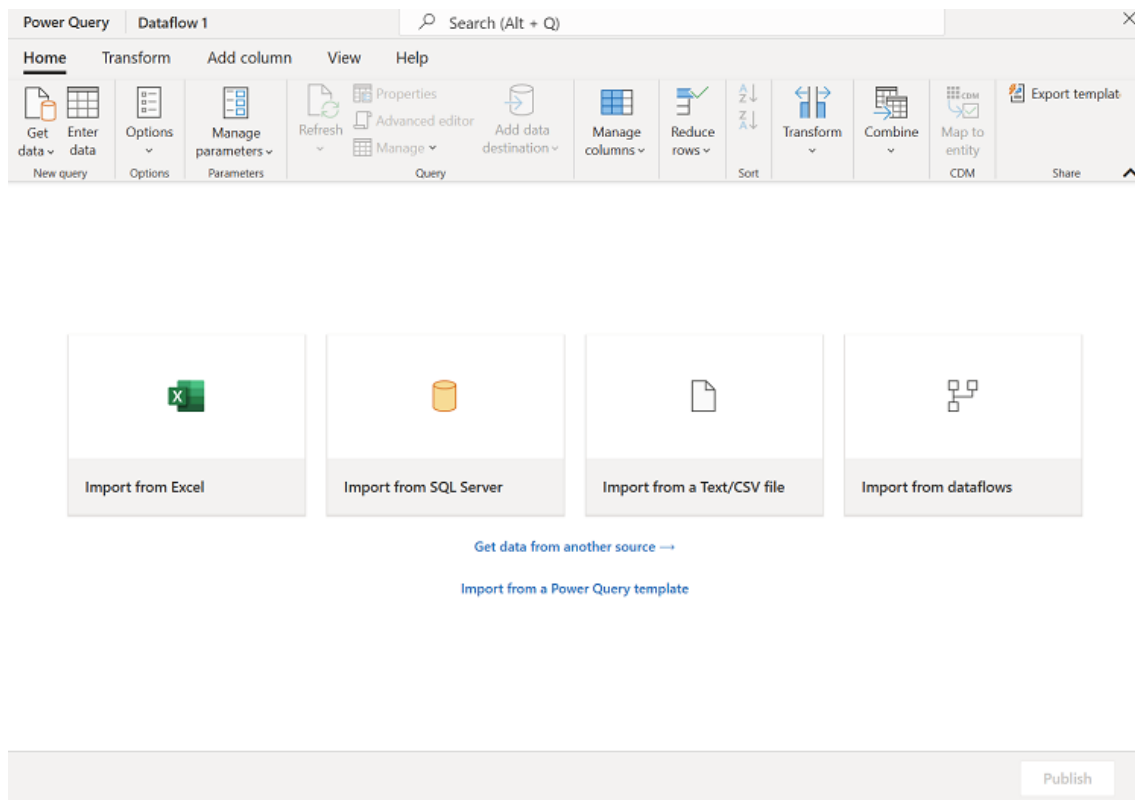 Power Query
Dataflow 1
Search (Alt + Q)
Home
Transform
Add column
View
Help
Get
data
Enter
data
New query
Options
Options
Manage
parameters
Parameters
Refresh
Properties
Advanced editor
Manage
Add data
destination
Query
Manage
columns
Reduce
rows
A
Z
Z
A
Sort
Transform
Combine
CDM
Map to
entity
CDM
Export templat
Share
X
Import from Excel
Import from SQL Server
Import from a Text/CSV file
Import from dataflows
Get data from another source →
Import from a Power Query template
Publish